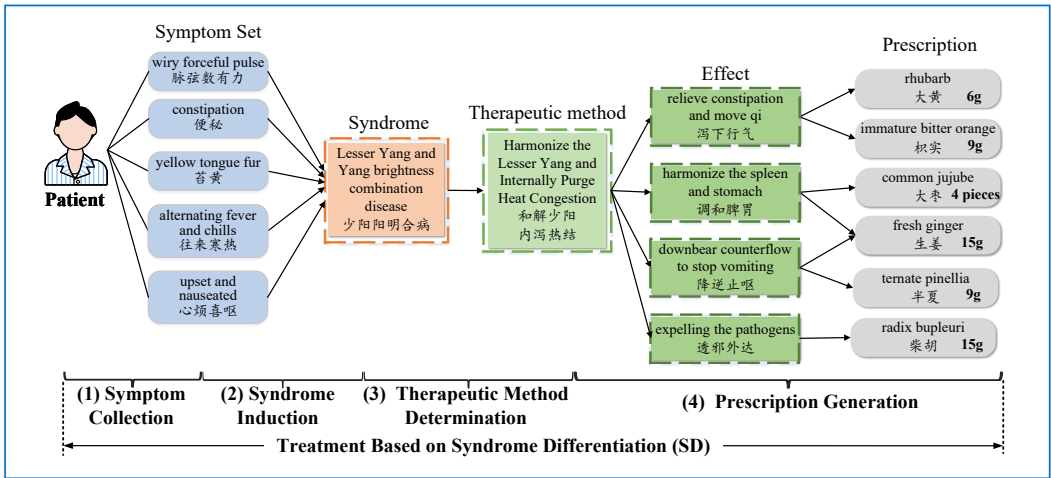 Symptom Set
wiry forceful pulse
脉弦数有力
constipation
便秘
yellow tongue fur
苔黄
alternating fever
and chills
往来寒热
upset and
nauseated
心烦喜呕
Patient
Syndrome
Lesser Yang and
Yang brightness
combination
disease
少阳阳明合病
Therapeutic method
Harmonize the
Lesser Yang and
Internally Purge
Heat Congestion
和解少阳
内泻热结
Effect
relieve constipation
and move qi
泻下行气
harmonize the spleen
and stomach
调和脾胃
downbear counterflow
to stop vomiting
降逆止呕
expelling the pathogens
透邪外达
Prescription
rhubarb
大黄 6g
immature bitter orange
枳实 9g
common jujube
大枣 4 pieces
fresh ginger
生姜 15g
ternate pinellia
半夏 9g
radix bupleuri
柴胡 15g
(1) Symptom
Collection
(2) Syndrome
Induction
(3) Therapeutic Method
Determination
(4) Prescription Generation
Treatment Based on Syndrome Differentiation (SD)